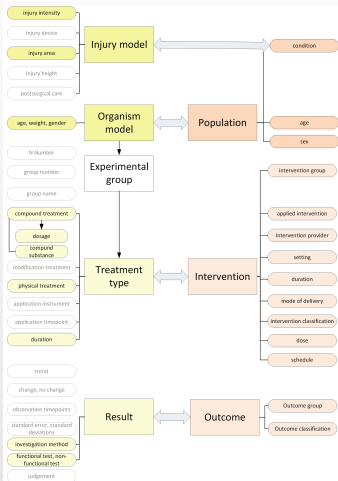 injury intensity
injury device
injury area
injury height
postsurgical care
Injury model
condition
age, weight, gender
Organism
model
Population
age
sex
N Number
group number
group name
Experimental
group
Intervention group
compound treatment
dosage
compund
substance
modification treatment
physical treatment
application instrument
application timepoint
duration
Treatment
type
Intervention
applied intervention
Intervention provider
setting
duration
mode of delivery
intervention classification
dose
schedule
trend
change, no change
observation timepoints
standard error, standard
deviations
investigation method
functional test, non-
functional test
judgement
Result
Outcome
Outcome group
Outcome classification